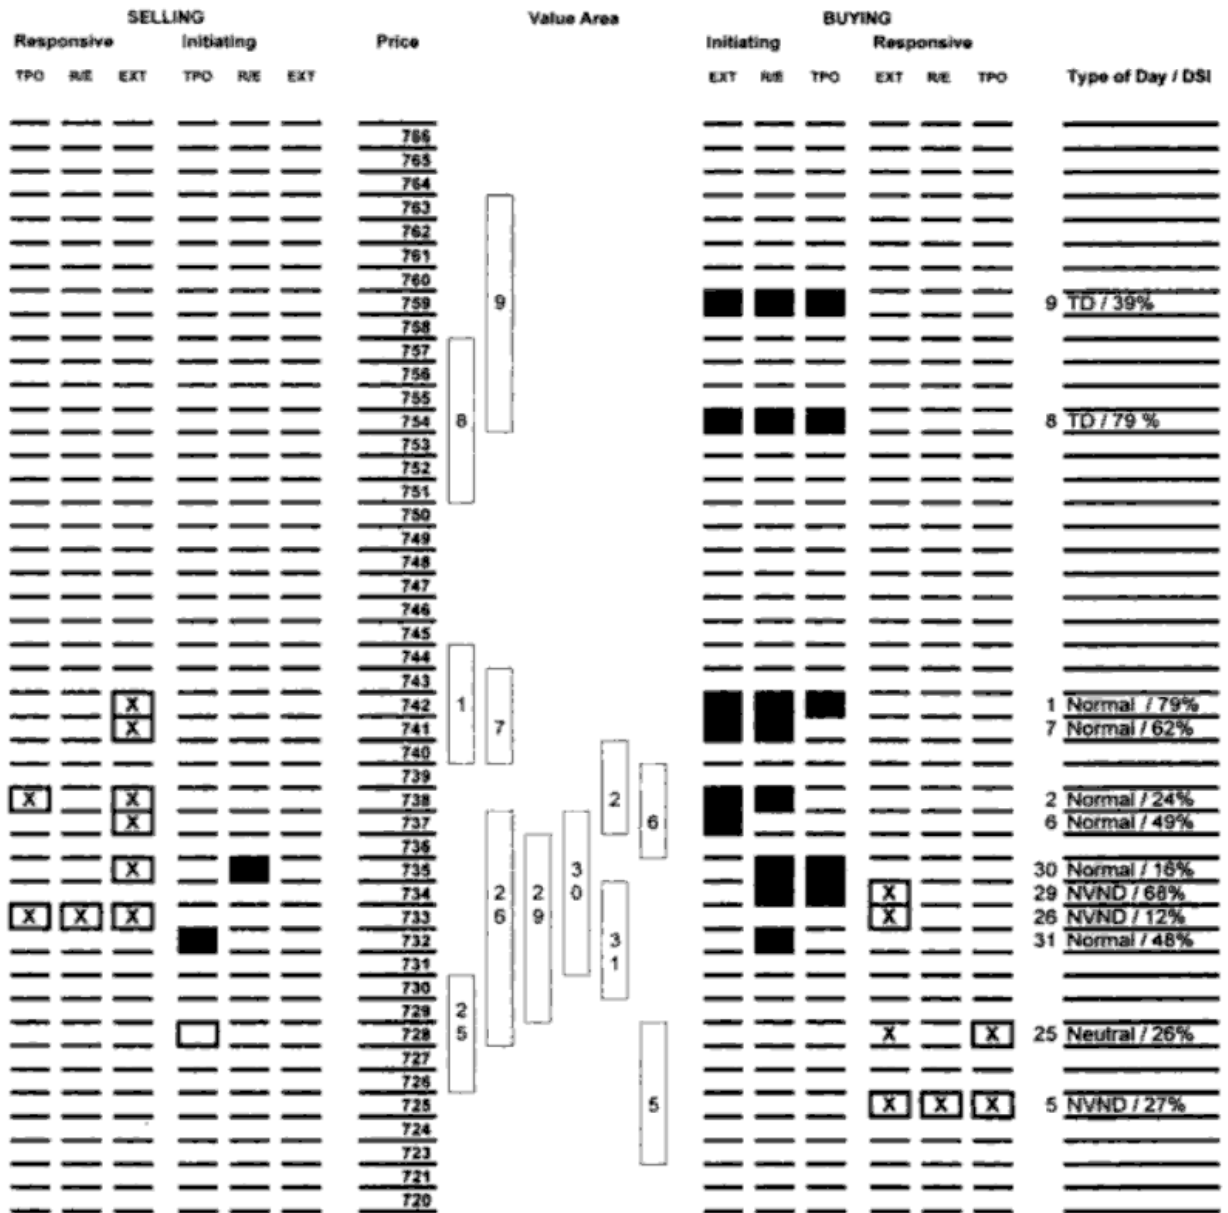 SELLING Value Area BUYING
Responsive Initiating Price Initiating Responsive
TPO R/E EXT TPO R/E EXT EXT R/E TPO EXT R/E TPO Type of Day / DSI
766
765
764
763
762
761
760
759 9 9 TD / 39%
758
757
756
755
754 8 8 TD / 79 %
753
752
751
750
749
748
747
746
745
744
743
X 742 1 1 Normal / 79%
X 741 7 7 Normal / 62%
740
739
X X 738 2 2 Normal / 24%
X 737 6 6 Normal / 49%
736
X 735 3 30 Normal / 16%
734 2 2 0 X 29 NVND / 68%
X X X 733 6 9 X 26 NVND / 12%
732 3 31 Normal / 48%
731 1
730
729 2
728 5 X X 25 Neutral / 26%
727
726
725 5 X X X 5 NVND / 27%
724
723
721
720